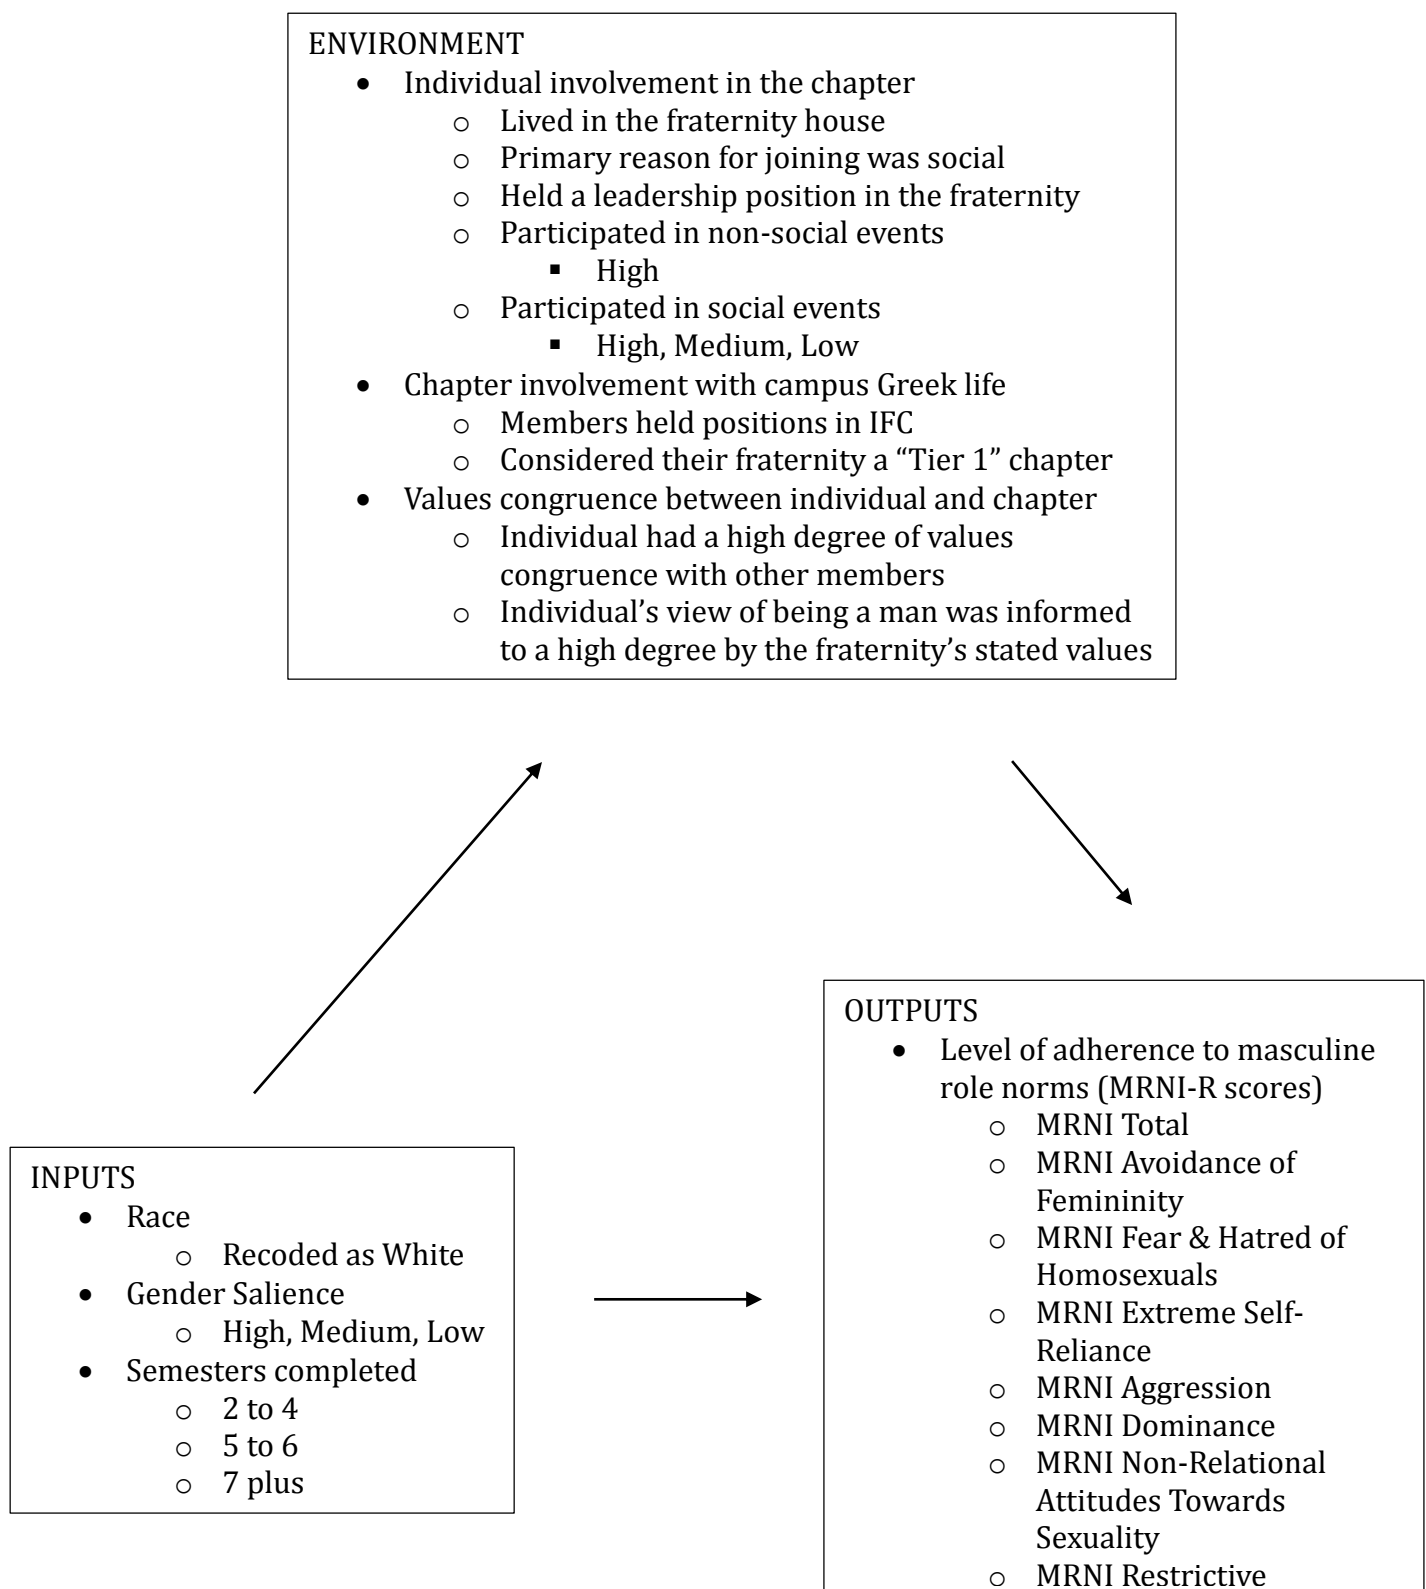 ENVIRONMENT
• Individual involvement in the chapter
o Lived in the fraternity house
o Primary reason for joining was social
o Held a leadership position in the fraternity
o Participated in non-social events
▪ High
o Participated in social events
▪ High, Medium, Low
• Chapter involvement with campus Greek life
o Members held positions in IFC
o Considered their fraternity a “Tier 1” chapter
• Values congruence between individual and chapter
o Individual had a high degree of values
congruence with other members
o Individual’s view of being a man was informed
to a high degree by the fraternity’s stated values
INPUTS
• Race
o Recoded as White
• Gender Salience
o High, Medium, Low
• Semesters completed
o 2 to 4
o 5 to 6
o 7 plus
OUTPUTS
• Level of adherence to masculine
role norms (MRNI-R scores)
o MRNI Total
o MRNI Avoidance of
Femininity
o MRNI Fear & Hatred of
Homosexuals
o MRNI Extreme Self-
Reliance
o MRNI Aggression
o MRNI Dominance
o MRNI Non-Relational
Attitudes Towards
Sexuality
o MRNI Restrictive